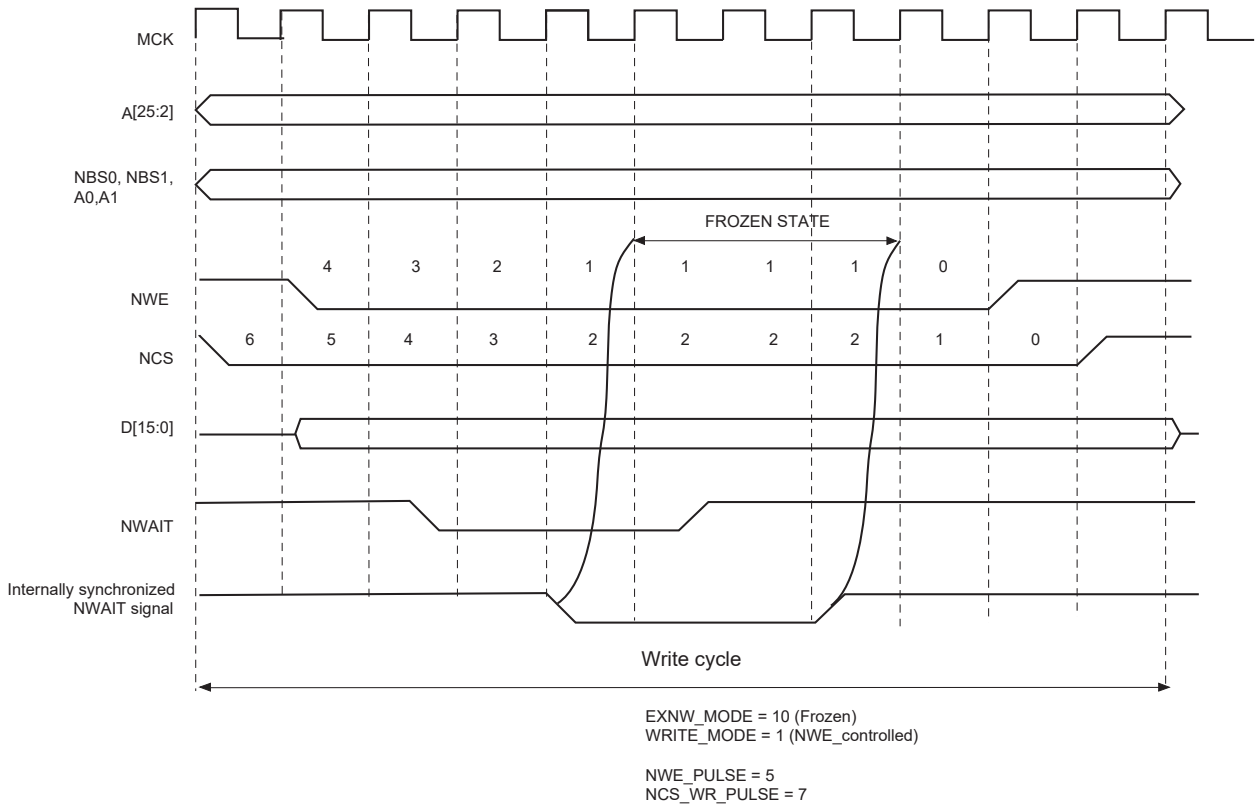 MCK
A[25:2]
NBS0, NBS1,
A0,A1
FROZEN STATE
4 3 2 1 1 1 1 0
NWE
6 5 4 3 2 2 2 2 1 0
NCS
D[15:0]
NWAIT
Internally synchronized
NWAIT signal
Write cycle
EXNW_MODE = 10 (Frozen)
WRITE_MODE = 1 (NWE_controlled)
NWE_PULSE = 5
NCS_WR_PULSE = 7